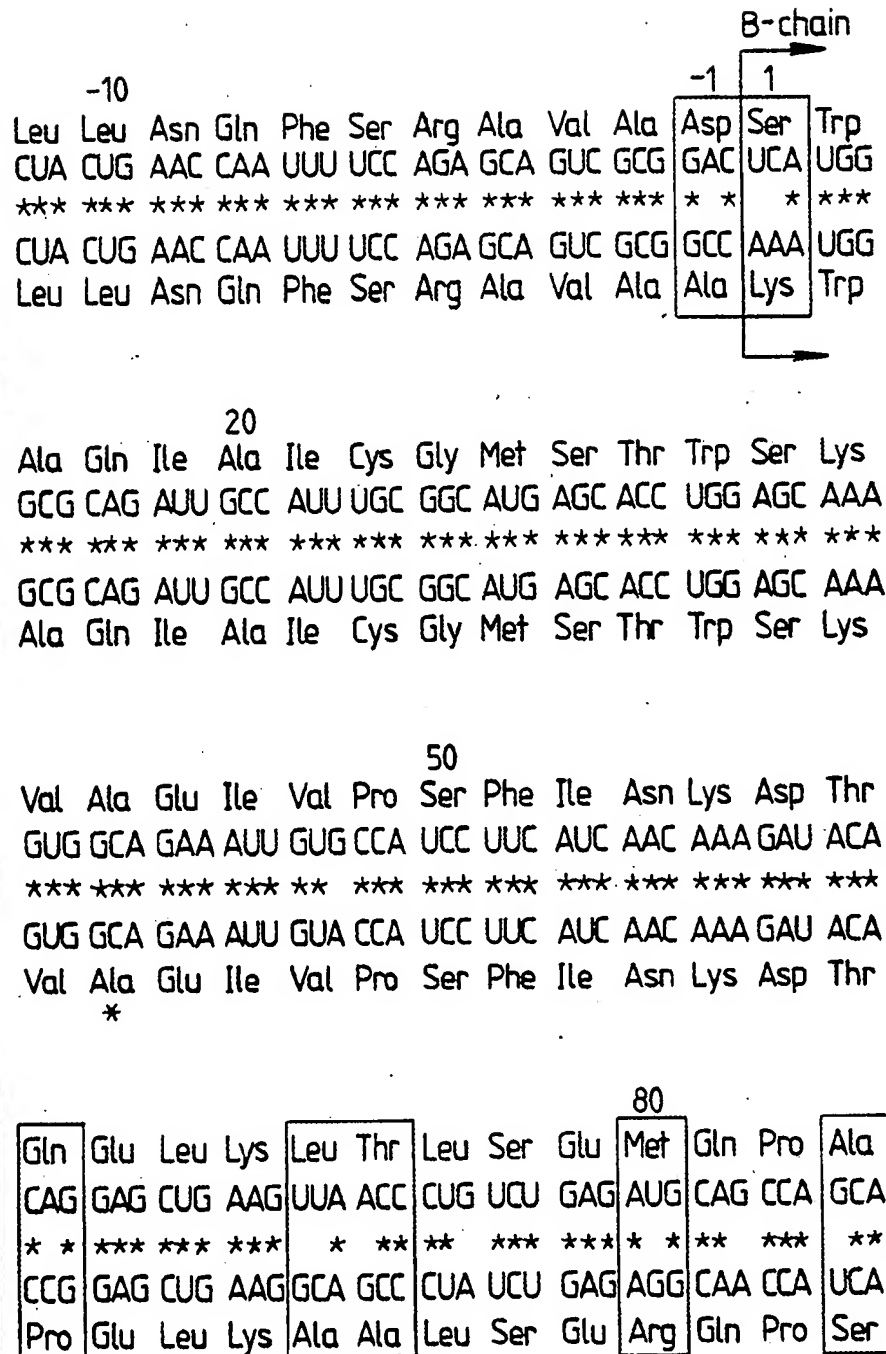 B-chain
-10 -1 1
Leu Leu Asn Gln Phe Ser Arg Ala Val Ala Asp Ser Trp
CUA CUG AAC CAA UUU UCC AGA GCA GUC GCG GAC UCA UGG
*** *** *** *** *** *** *** *** *** *** * * * ***
CUA CUG AAC CAA UUU UCC AGA GCA GUC GCG GCC AAA UGG
Leu Leu Asn Gln Phe Ser Arg Ala Val Ala Ala Lys Trp
20
Ala Gln Ile Ala Ile Cys Gly Met Ser Thr Trp Ser Lys
GCG CAG AUU GCC AUU UGC GGC AUG AGC ACC UGG AGC AAA
*** *** *** *** *** *** *** *** *** *** *** *** ***
GCG CAG AUU GCC AUU UGC GGC AUG AGC ACC UGG AGC AAA
Ala Gln Ile Ala Ile Cys Gly Met Ser Thr Trp Ser Lys
50
Val Ala Glu Ile Val Pro Ser Phe Ile Asn Lys Asp Thr
GUG GCA GAA AUU GUG CCA UCC UUC AUC AAC AAA GAU ACA
*** *** *** *** ** *** *** *** *** *** *** *** ***
GUG GCA GAA AUU GUA CCA UCC UUC AUC AAC AAA GAU ACA
Val Ala Glu Ile Val Pro Ser Phe Ile Asn Lys Asp Thr
*
80
Gln Glu Leu Lys Leu Thr Leu Ser Glu Met Gln Pro Ala
CAG GAG CUG AAG UUA ACC CUG UCU GAG AUG CAG CCA GCA
* * *** *** *** * ** ** *** *** * * ** *** **
CCG GAG CUG AAG GCA GCC CUA UCU GAG AGG CAA CCA UCA
Pro Glu Leu Lys Ala Ala Leu Ser Glu Arg Gln Pro Ser